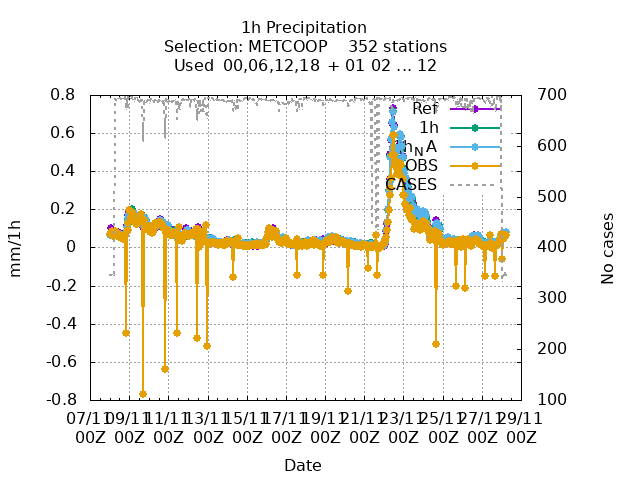 1h Precipitation
Selection: METCOOP    352 stations
Used  00,06,12,18  + 01 02 ... 12
0.8
0.6
0.4
0.2
0
-0.2
-0.4
-0.6
-0.8
mm/1h
700
600
500
400
300
200
100
No cases
Ref
1h
h_NA
OBS
CASES
07/11 09/11 11/11 13/11 15/11 17/11 19/11 21/11 23/11 25/11 27/11 29/11
00Z 00Z 00Z 00Z 00Z 00Z 00Z 00Z 00Z 00Z 00Z 00Z
Date